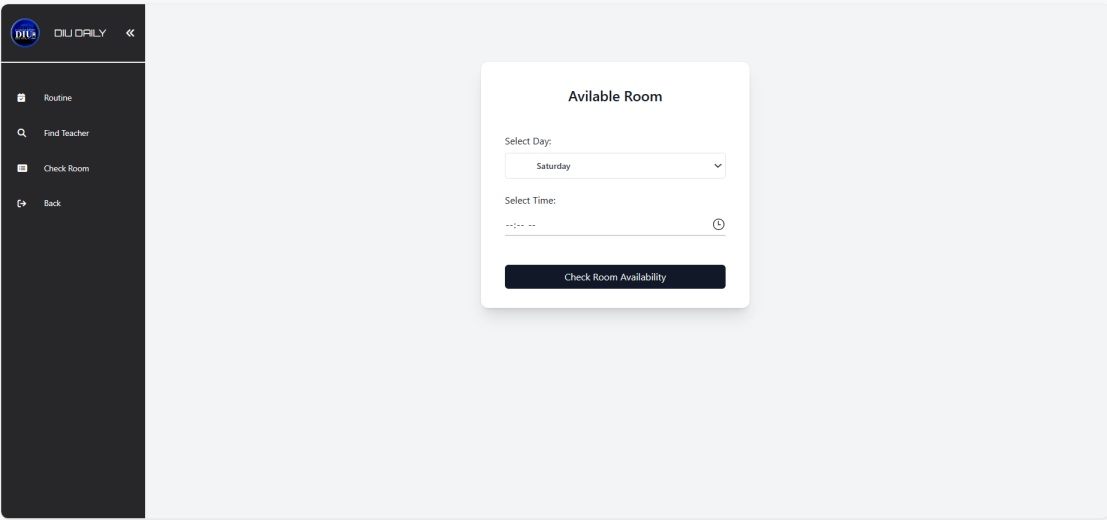 DIU
DIU DAILY
Routine
Find Teacher
Check Room
Back
Avilable Room
Select Day:
Saturday
Select Time:
--:-- --
Check Room Availability